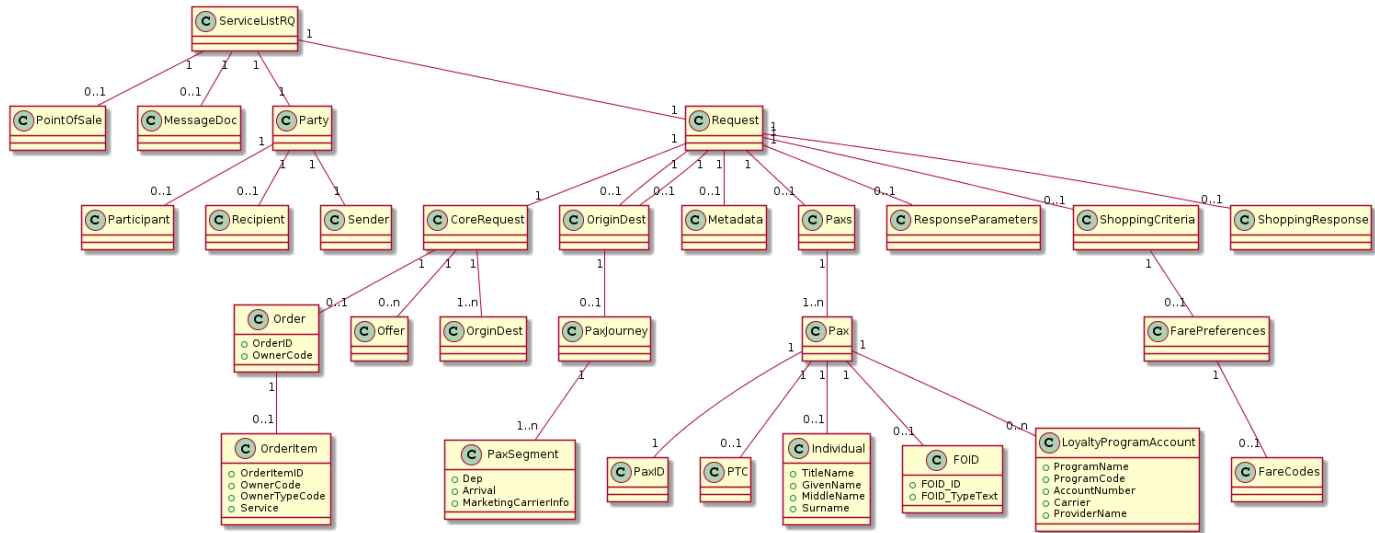 C ServiceListRQ
1
1 1 1
0..1 0..1 1 1
C PointOfSale C MessageDoc C Party C Request
1
1
1
1 1 1 1 1 1 1 1
0..1 0..1 1 1 0..1 0..1 0..1 0..1 0..1 0..1 0..1
C Participant C Recipient C Sender C CoreRequest C OriginDest C Metadata C Paxs C ResponseParameters C ShoppingCriteria C ShoppingResponse
1 1 1 1 1 1
0..1 0..n 1..n 0..1 1..n 0..1
C Order C Offer C OrginDest C PaxJourney C Pax C FarePreferences
OrderID
OwnerCode
1 1 1 1 1 1 1 1
0..1 1..n 1 0..1 0..1 0..1 0..n 0..1
C OrderItem
OrderItemID
OwnerCode
OwnerTypeCode
Service
C PaxSegment
Dep
Arrival
MarketingCarrierInfo
C PaxID
C PTC
C Individual
TitleName
GivenName
MiddleName
Surname
C FOID
FOID_ID
FOID_TypeText
C LoyaltyProgramAccount
ProgramName
ProgramCode
AccountNumber
Carrier
ProviderName
C FareCodes